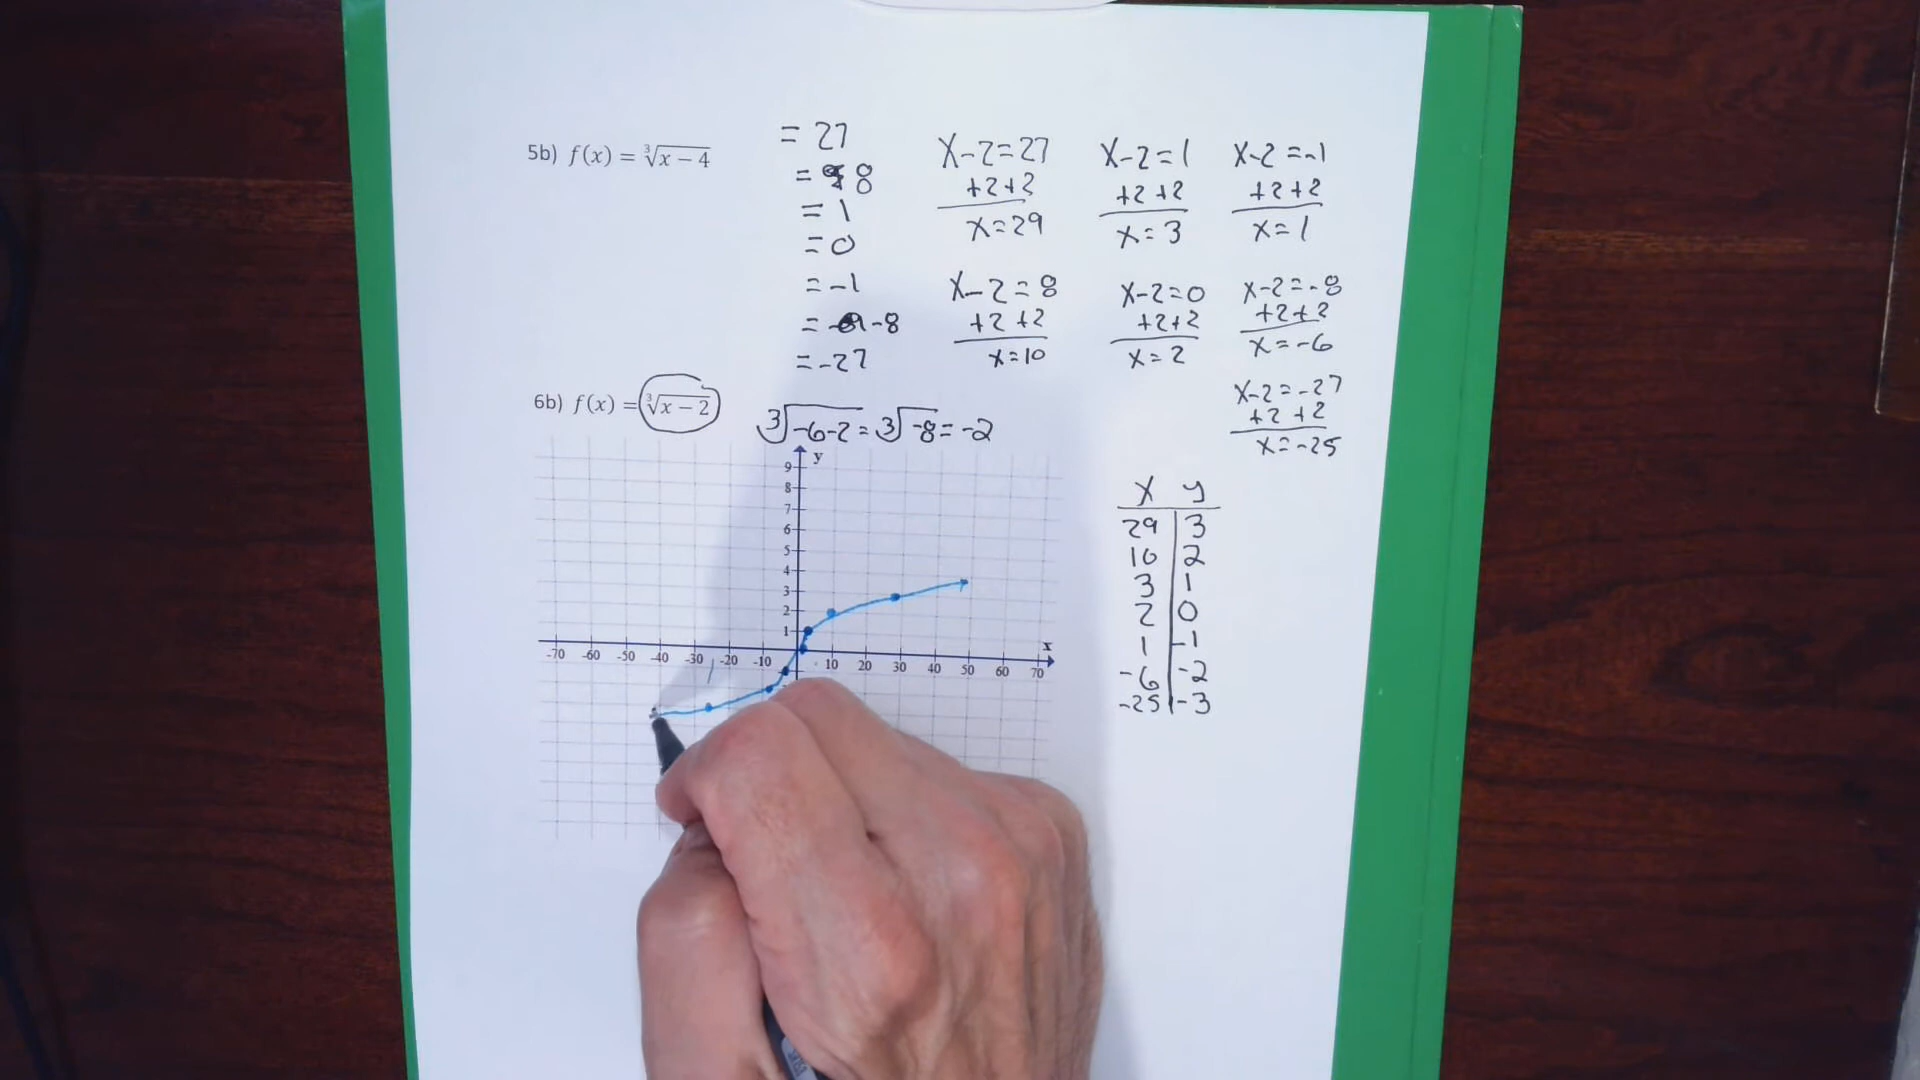 5b) f(x) = ∛x − 4
= 27
= 8
= 1
= 0
= -1
= -8
= -27
x-2=27
+2+2
x=29
x-2=8
+2 +2
x=10
x-2=1
+2 +2
x=3
x-2=0
+2+2
x=2
x-2=-1
+2+2
x=1
x-2=-8
+2+2
x=-6
x-2=-27
+2 +2
x=-25
6b) f(x) = ∛x − 2
∛-6-2 = ∛-8 = -2
y
9
8
7
6
5
4
3
2
1
x
-70 -60 -50 -40 -30 -20 -10 10 20 30 40 50 60 70
x y
29 3
10 2
3 1
2 0
1 -1
-6 -2
-25 -3